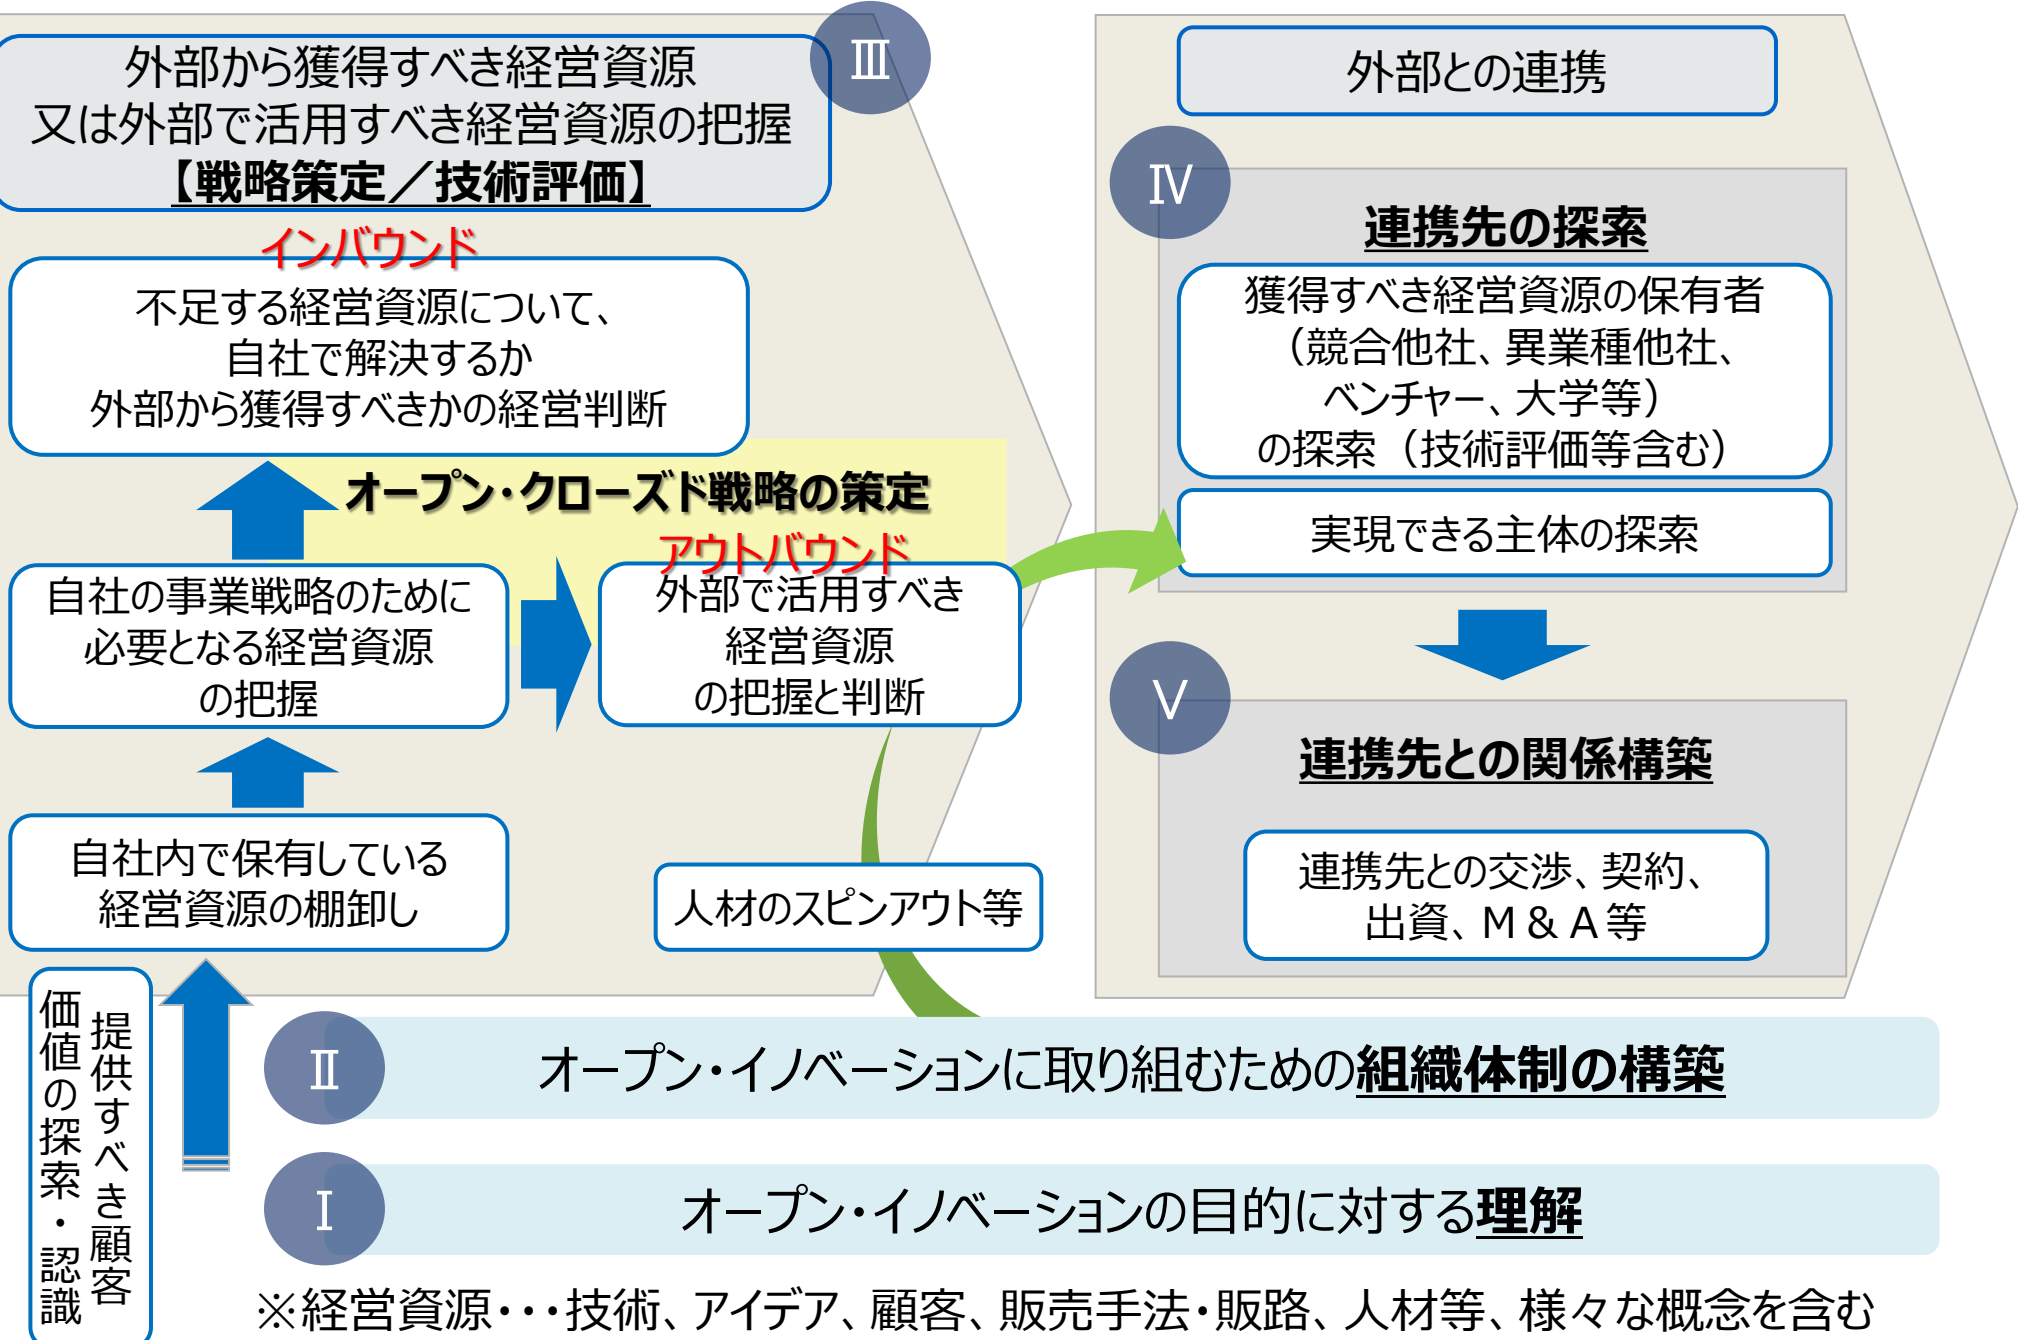 外部から獲得すべき経営資源
又は外部で活用すべき経営資源の把握
【戦略策定／技術評価】
Ⅲ
インバウンド
不足する経営資源について、
自社で解決するか
外部から獲得すべきかの経営判断
オープン・クローズド戦略の策定
アウトバウンド
自社の事業戦略のために
必要となる経営資源
の把握
外部で活用すべき
経営資源
の把握と判断
自社内で保有している
経営資源の棚卸し
人材のスピンアウト等
提供すべき顧客
価値の探索・認識
外部との連携
Ⅳ
連携先の探索
獲得すべき経営資源の保有者
（競合他社、異業種他社、
ベンチャー、大学等）
の探索（技術評価等含む）
実現できる主体の探索
Ⅴ
連携先との関係構築
連携先との交渉、契約、
出資、Ｍ＆Ａ等
Ⅱ
オープン・イノベーションに取り組むための組織体制の構築
Ⅰ
オープン・イノベーションの目的に対する理解
※経営資源・・・技術、アイデア、顧客、販売手法・販路、人材等、様々な概念を含む